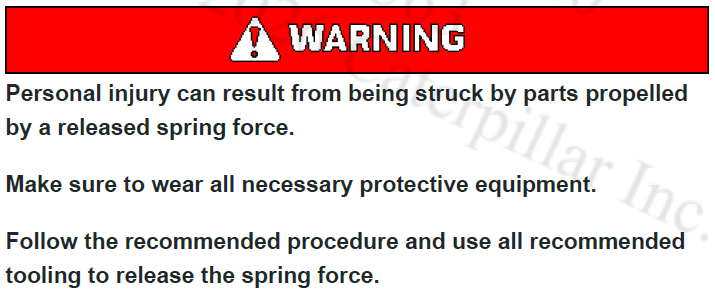 WARNING
Personal injury can result from being struck by parts propelled
by a released spring force.
Make sure to wear all necessary protective equipment.
Follow the recommended procedure and use all recommended
tooling to release the spring force.
Caterpillar Inc.